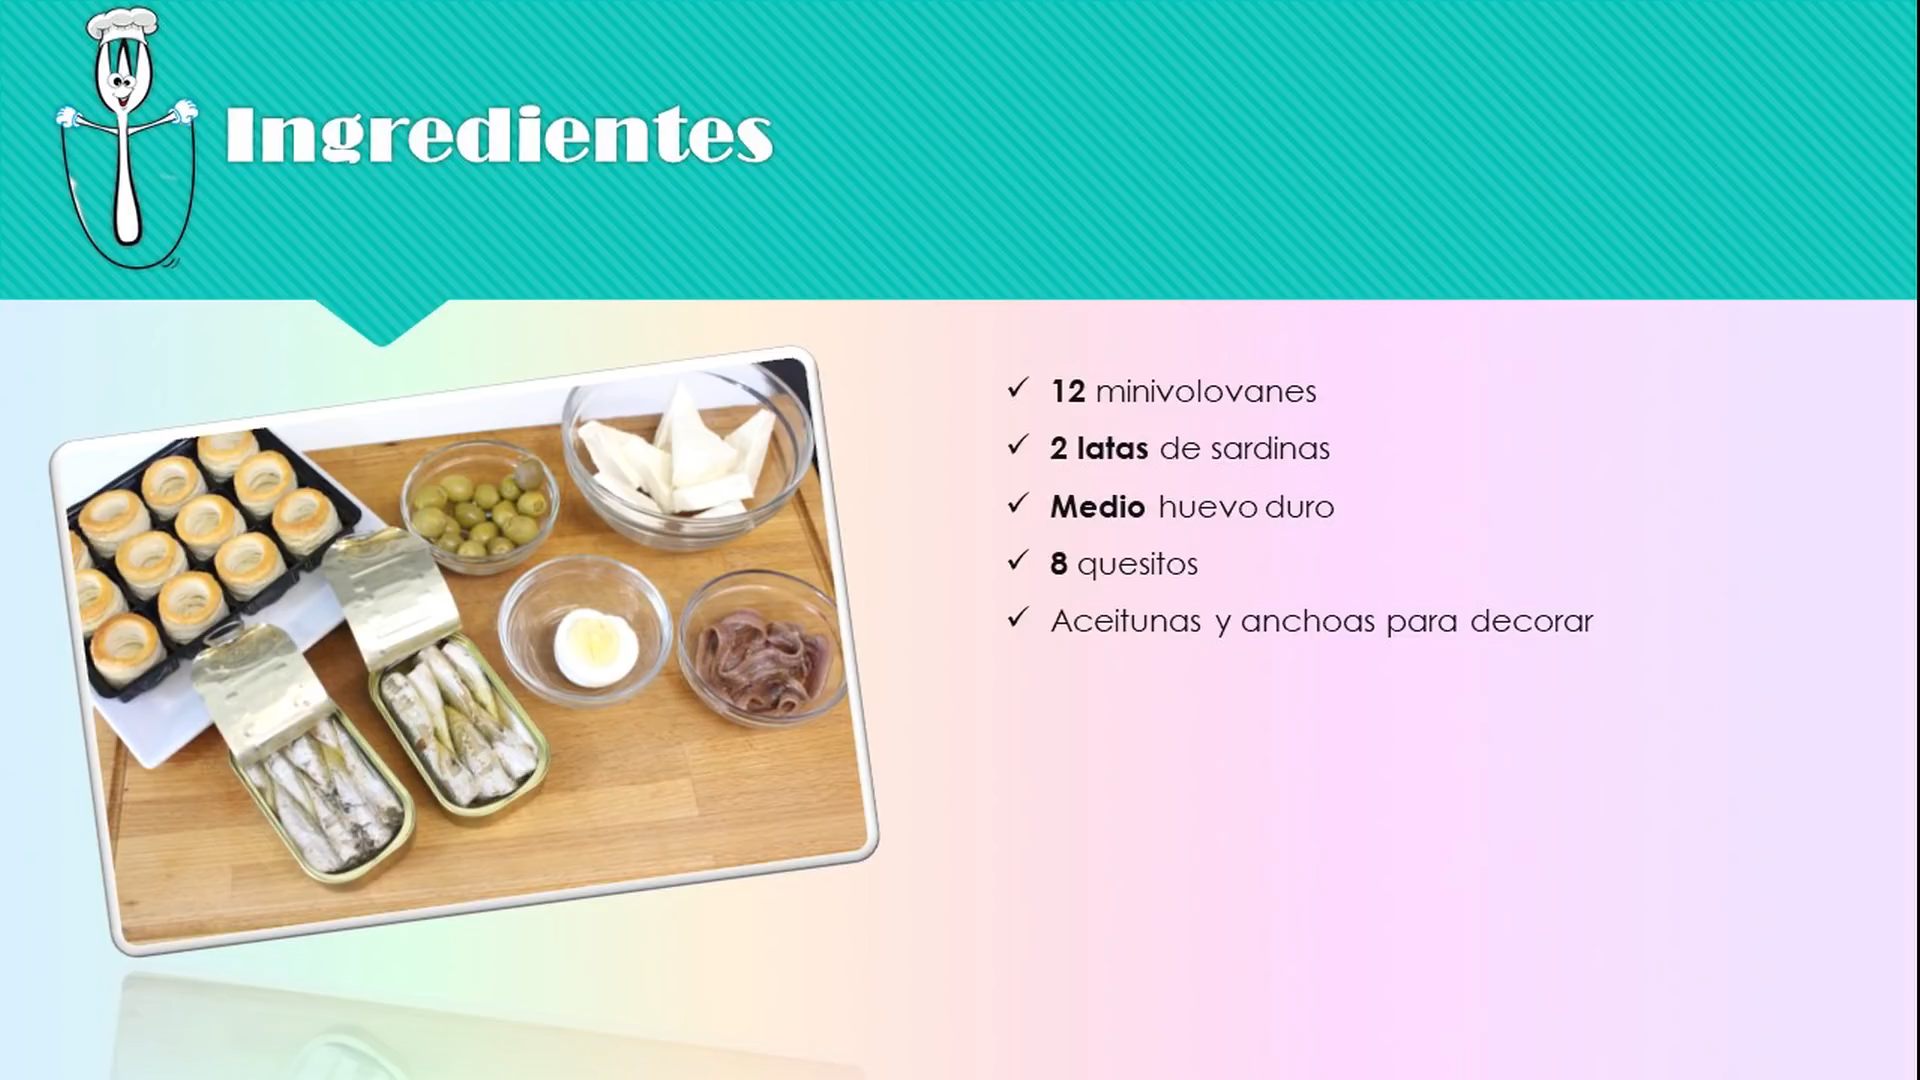 Ingredientes
✓ 12 minivolovanes
✓ 2 latas de sardinas
✓ Medio huevo duro
✓ 8 quesitos
✓ Aceitunas y anchoas para decorar